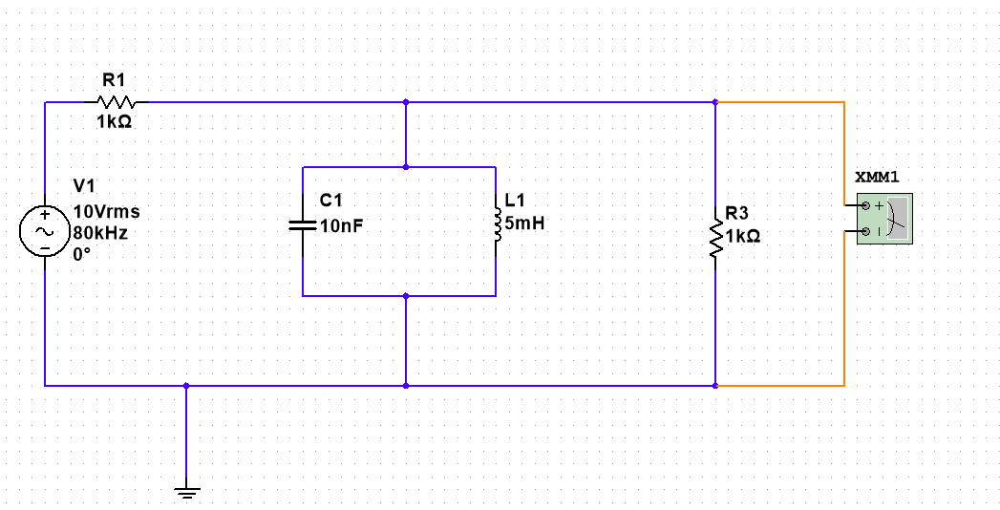 R1
1kΩ
V1
10Vrms
80kHz
0°
C1
10nF
L1
5mH
R3
1kΩ
XMM1